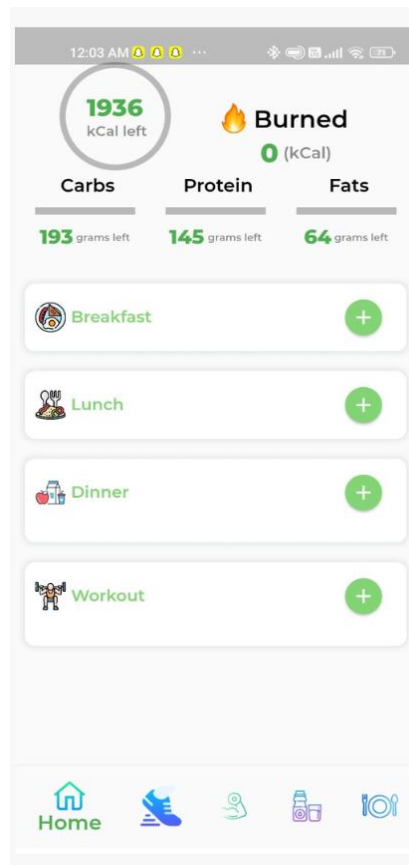 12:03 AM ...
73
1936
kCal left
Burned
0 (kCal)
Carbs Protein Fats
193 grams left 145 grams left 64 grams left
Breakfast
Lunch
Dinner
Workout
Home